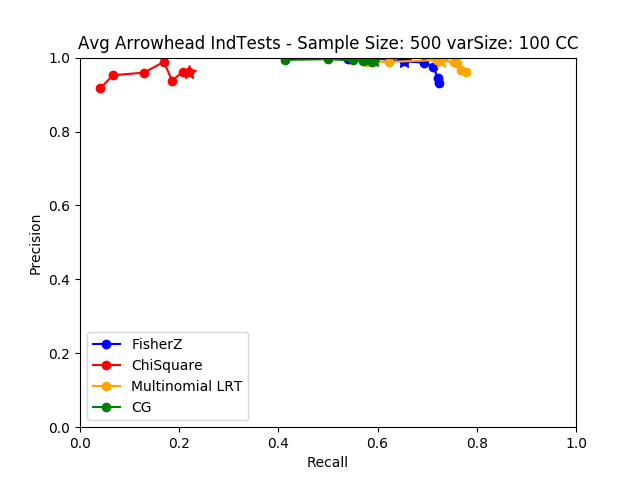 Avg Arrowhead IndTests - Sample Size: 500 varSize: 100 CC
1.0
0.8
0.6
0.4
0.2
0.0
Precision
FisherZ
ChiSquare
Multinomial LRT
CG
0.0 0.2 0.4 0.6 0.8 1.0
Recall